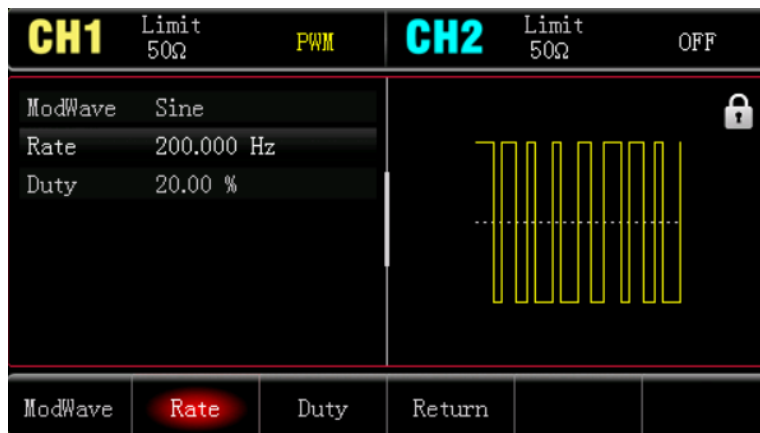 CH1 Limit 50Ω PWM CH2 Limit 50Ω OFF
ModWave Sine
Rate 200.000 Hz
Duty 20.00 %
ModWave Rate Duty Return